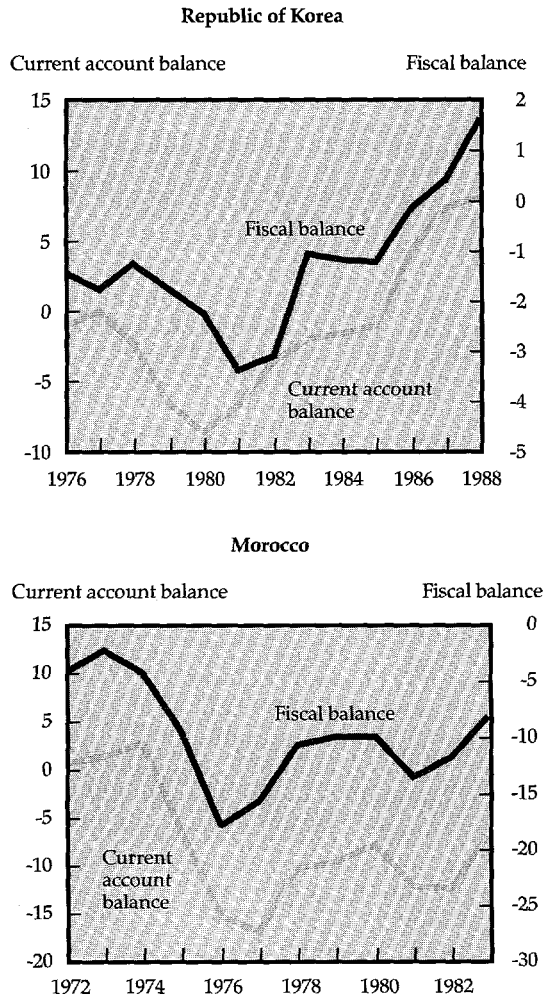 Republic of Korea
Current account balance Fiscal balance
15 2
10 1
5 0
0 -1
-5 -2
-10 -3
-4
-5
Fiscal balance
Current account
balance
1976 1978 1980 1982 1984 1986 1988
Morocco
Current account balance Fiscal balance
15 0
10 -5
5 -10
0 -15
-5 -20
-10 -25
-15 -30
-20
Fiscal balance
Current
account
balance
1972 1974 1976 1978 1980 1982